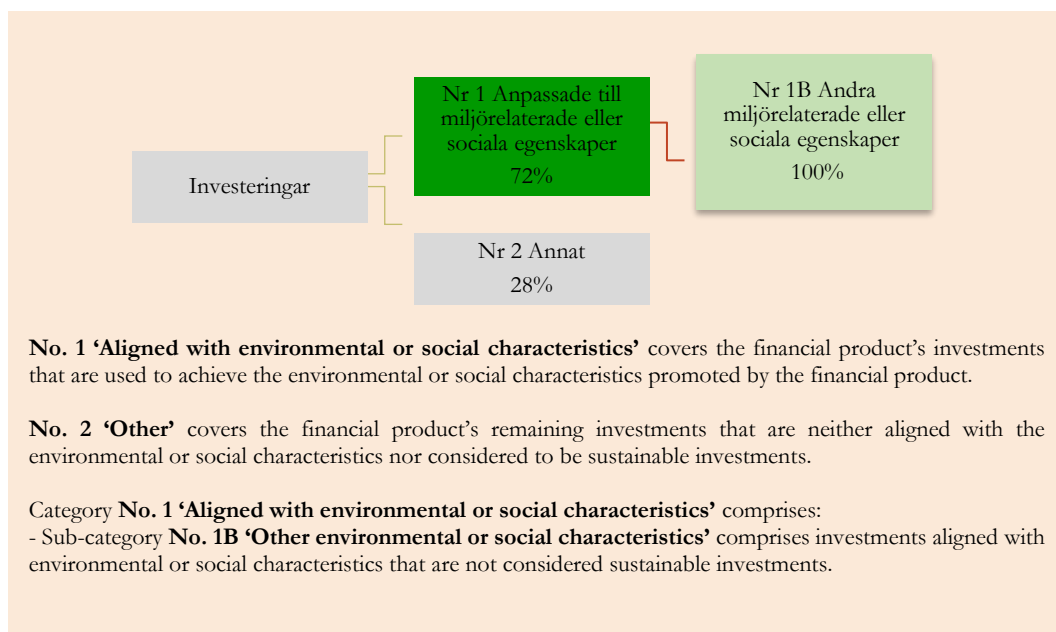 Investeringar
Nr 1 Anpassade till
miljörelaterade eller
sociala egenskaper
72%
Nr 1B Andra
miljörelaterade eller
sociala egenskaper
100%
Nr 2 Annat
28%
No. 1 ‘Aligned with environmental or social characteristics’ covers the financial product’s investments
that are used to achieve the environmental or social characteristics promoted by the financial product.
No. 2 ‘Other’ covers the financial product’s remaining investments that are neither aligned with the
environmental or social characteristics nor considered to be sustainable investments.
Category No. 1 ‘Aligned with environmental or social characteristics’ comprises:
- Sub-category No. 1B ‘Other environmental or social characteristics’ comprises investments aligned with
environmental or social characteristics that are not considered sustainable investments.